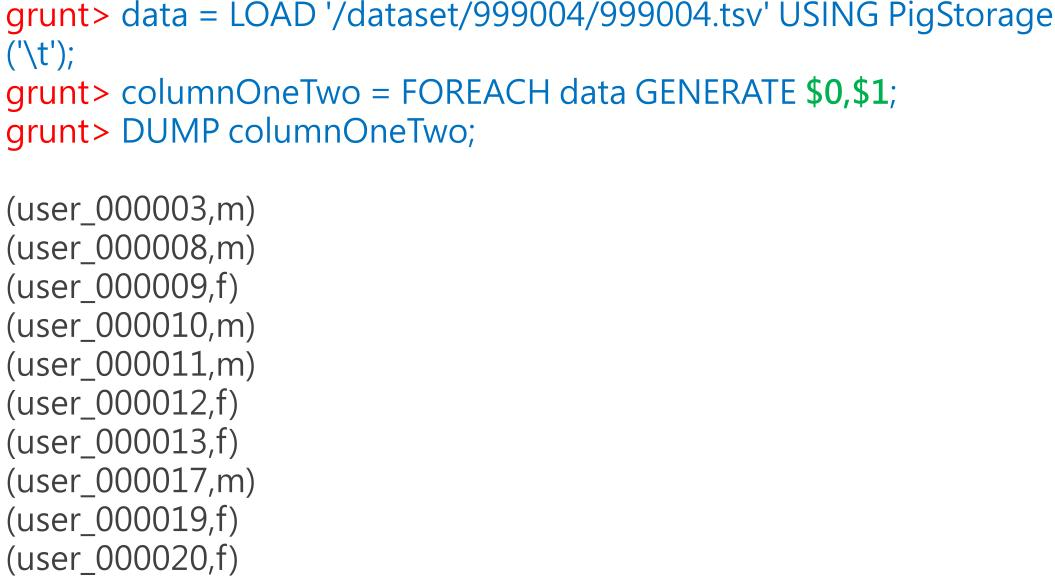 grunt> data = LOAD '/dataset/999004/999004.tsv' USING PigStorage
('\t');
grunt> columnOneTwo = FOREACH data GENERATE $0,$1;
grunt> DUMP columnOneTwo;
(user_000003,m)
(user_000008,m)
(user_000009,f)
(user_000010,m)
(user_000011,m)
(user_000012,f)
(user_000013,f)
(user_000017,m)
(user_000019,f)
(user_000020,f)